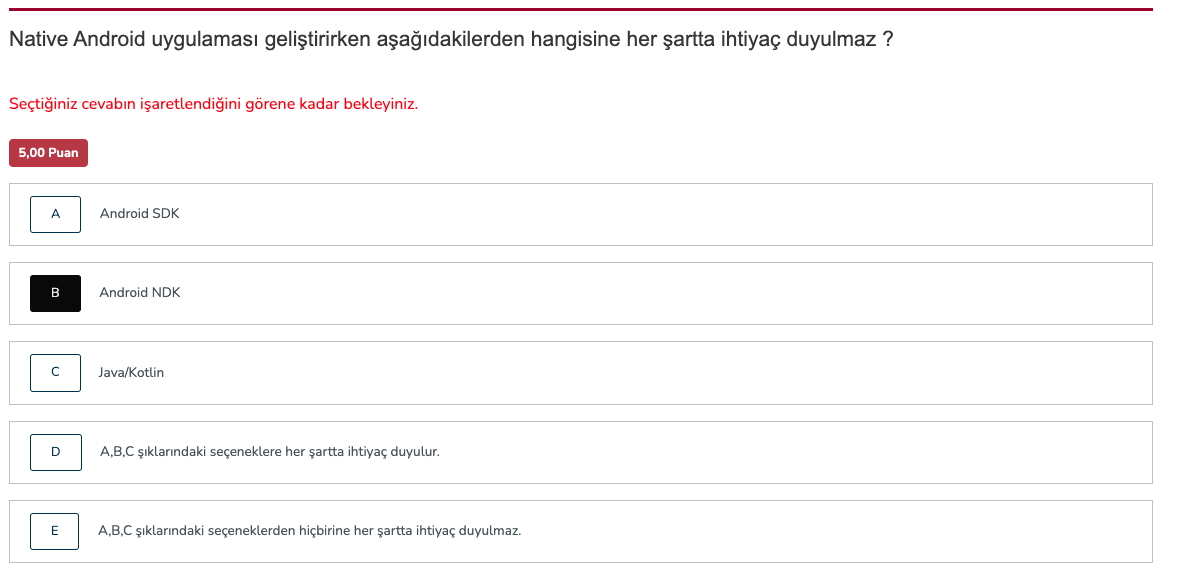 Native Android uygulaması geliştirirken aşağıdakilerden hangisine her şartta ihtiyaç duyulmaz ?
Seçtiğiniz cevabın işaretlendiğini görene kadar bekleyiniz.
5,00 Puan
A Android SDK
B Android NDK
C Java/Kotlin
D A,B,C şıklarındaki seçeneklere her şartta ihtiyaç duyulur.
E A,B,C şıklarındaki seçeneklerden hiçbirine her şartta ihtiyaç duyulmaz.